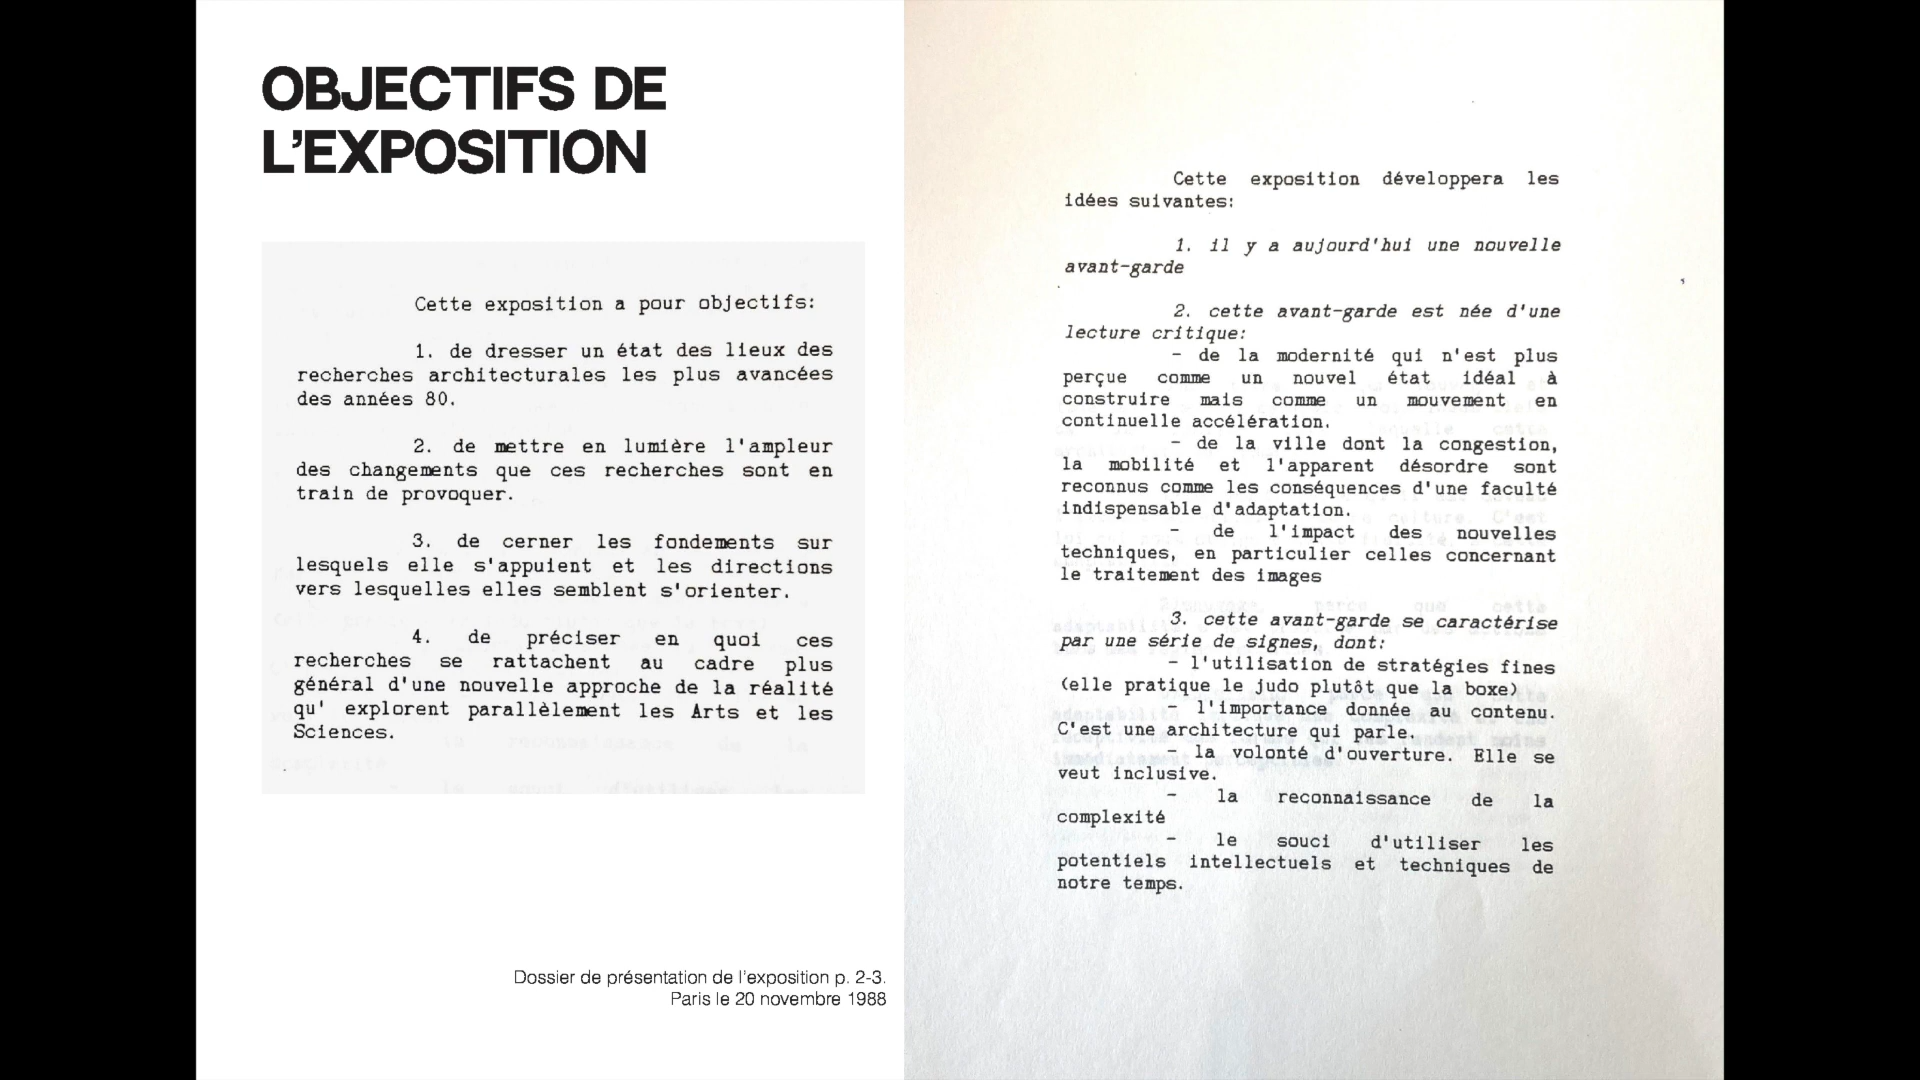 OBJECTIFS DE
L'EXPOSITION
Cette exposition a pour objectifs:
1. de dresser un état des lieux des
recherches architecturales les plus avancées
des années 80.
2. de mettre en lumière l'ampleur
des changements que ces recherches sont en
train de provoquer.
3. de cerner les fondements sur
lesquels elle s'appuient et les directions
vers lesquelles elles semblent s'orienter.
4. de préciser en quoi ces
recherches se rattachent au cadre plus
général d'une nouvelle approche de la réalité
qu' explorent parallèlement les Arts et les
Sciences.
Dossier de présentation de l'exposition p. 2-3.
Paris le 20 novembre 1988
Cette exposition développera les
idées suivantes:
1. il y a aujourd'hui une nouvelle
avant-garde
2. cette avant-garde est née d'une
lecture critique:
- de la modernité qui n'est plus
perçue comme un nouvel état idéal à
construire mais comme un mouvement en
continuelle accélération.
- de la ville dont la congestion,
la mobilité et l'apparent désordre sont
reconnus comme les conséquences d'une faculté
indispensable d'adaptation.
- de l'impact des nouvelles
techniques, en particulier celles concernant
le traitement des images
3. cette avant-garde se caractérise
par une série de signes, dont:
- l'utilisation de stratégies fines
(elle pratique le judo plutôt que la boxe)
- l'importance donnée au contenu.
C'est une architecture qui parle.
- la volonté d'ouverture. Elle se
veut inclusive.
- la reconnaissance de la
complexité
- le souci d'utiliser les
potentiels intellectuels et techniques de
notre temps.